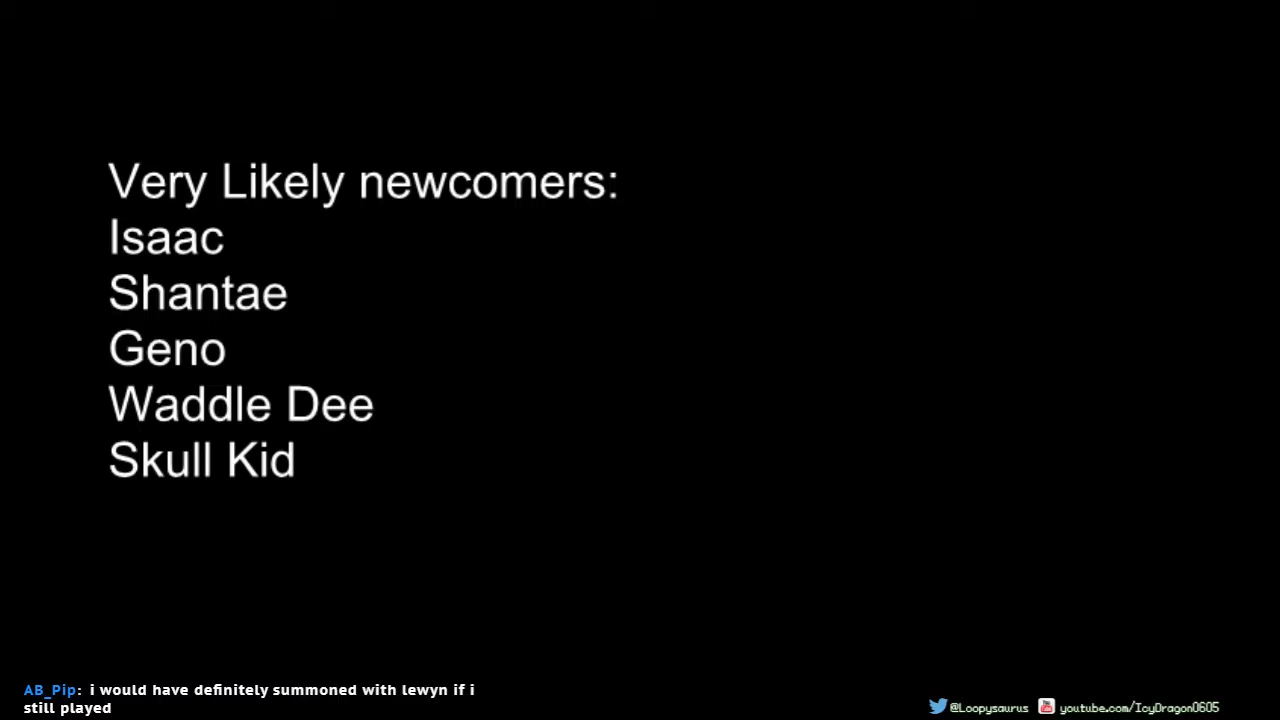 Very Likely newcomers:
Isaac
Shantae
Geno
Waddle Dee
Skull Kid
AB_Pip: i would have definitely summoned with lewyn if i
still played
@Loopysaurus youtube.com/IcyDragon0605